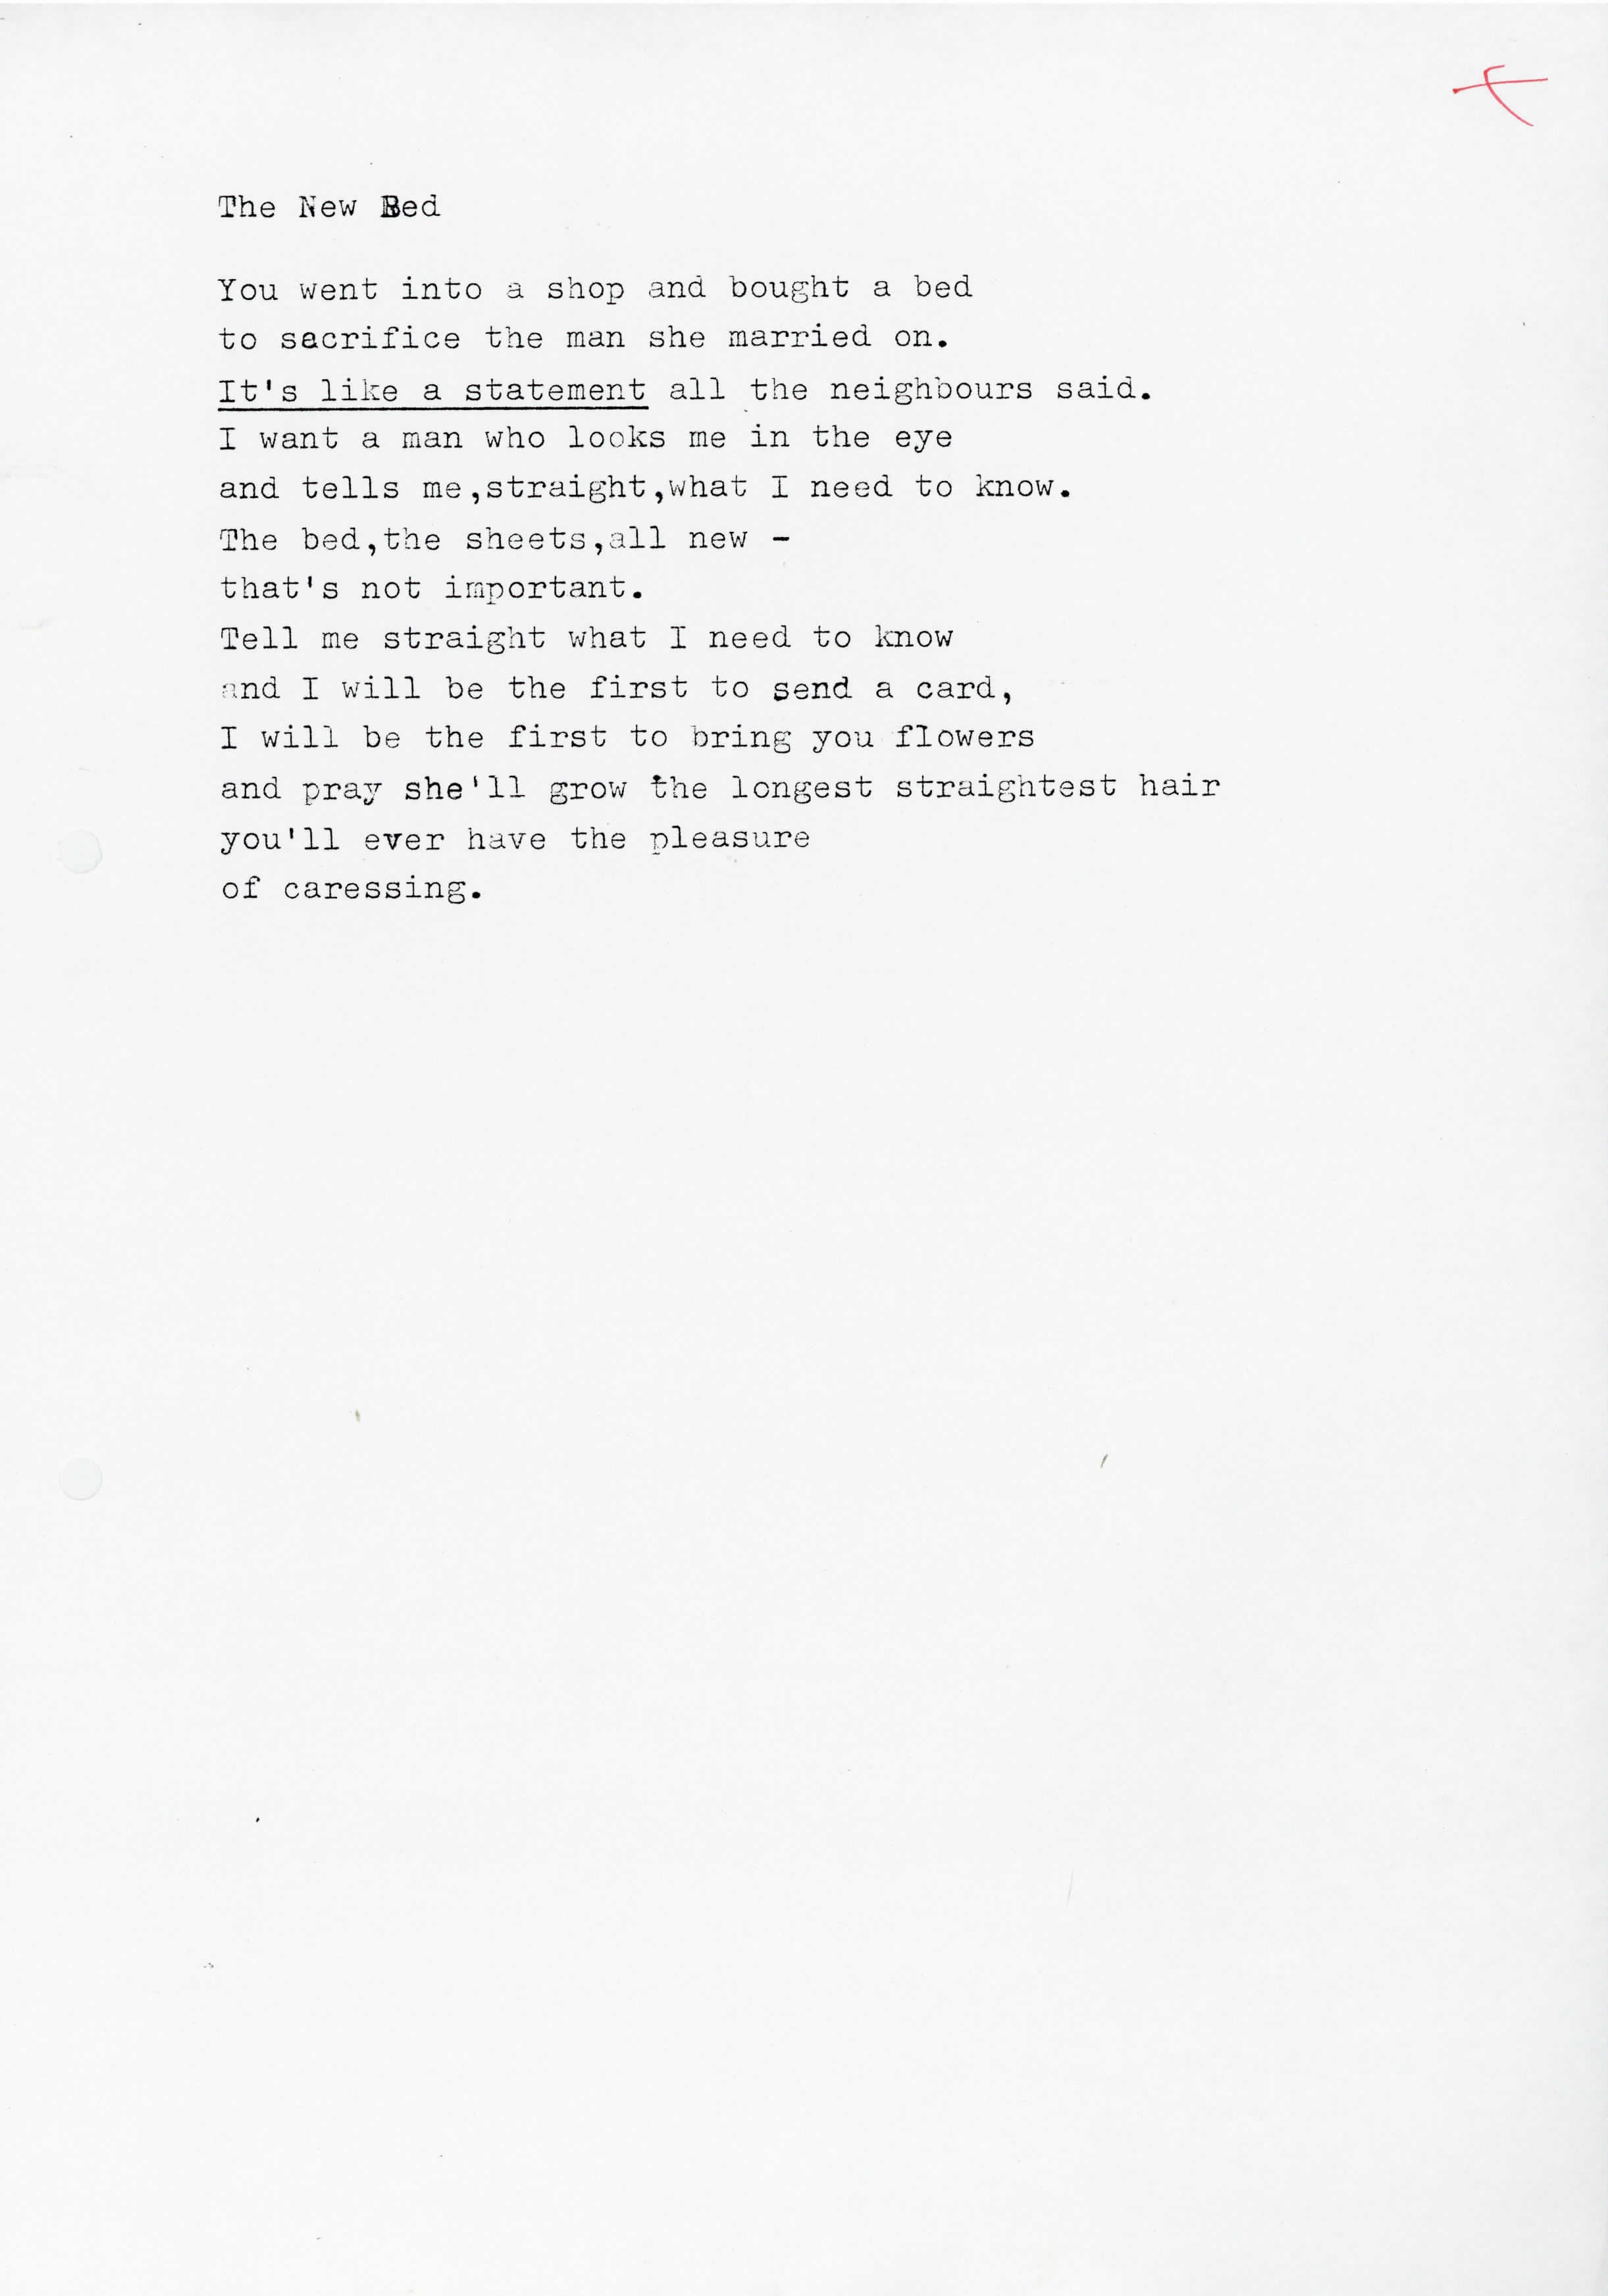 The New Bed
You went into a shop and bought a bed
to sacrifice the man she married on.
It's like a statement all the neighbours said.
I want a man who looks me in the eye
and tells me,straight,what I need to know.
The bed,the sheets,all new -
that's not important.
Tell me straight what I need to know
and I will be the first to send a card,
I will be the first to bring you flowers
and pray she'll grow the longest straightest hair
you'll ever have the pleasure
of caressing.